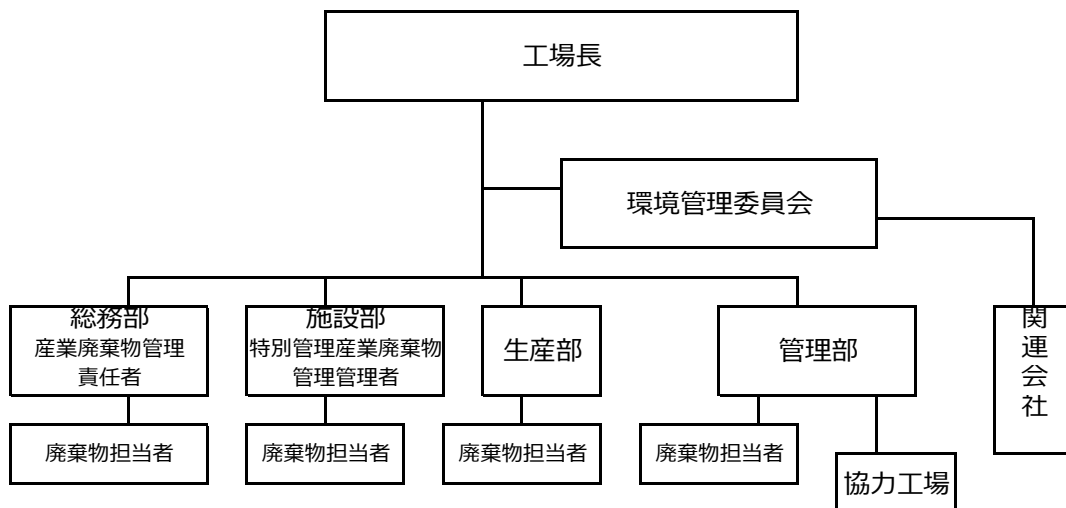 工場長
環境管理委員会
総務部
産業廃棄物管理
責任者
施設部
特別管理産業廃棄物
管理管理者
生産部
管理部
関連会社
廃棄物担当者
廃棄物担当者
廃棄物担当者
廃棄物担当者
協力工場